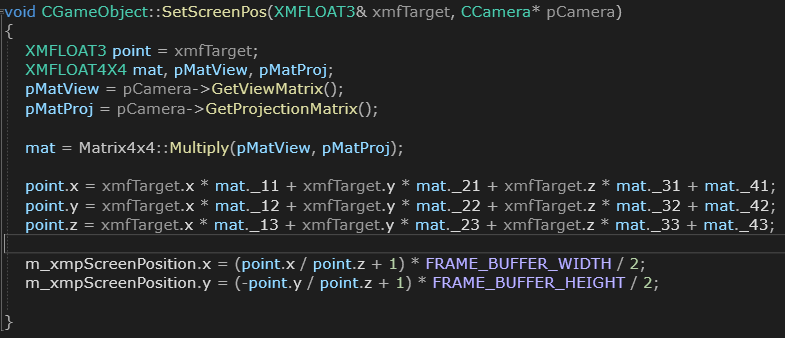 void CGameObject::SetScreenPos(XMFLOAT3& xmfTarget, CCamera* pCamera)
{
XMFLOAT3 point = xmfTarget;
XMFLOAT4X4 mat, pMatView, pMatProj;
pMatView = pCamera->GetViewMatrix();
pMatProj = pCamera->GetProjectionMatrix();
mat = Matrix4x4::Multiply(pMatView, pMatProj);
point.x = xmfTarget.x * mat._11 + xmfTarget.y * mat._21 + xmfTarget.z * mat._31 + mat._41;
point.y = xmfTarget.x * mat._12 + xmfTarget.y * mat._22 + xmfTarget.z * mat._32 + mat._42;
point.z = xmfTarget.x * mat._13 + xmfTarget.y * mat._23 + xmfTarget.z * mat._33 + mat._43;
m_xmpScreenPosition.x = (point.x / point.z + 1) * FRAME_BUFFER_WIDTH / 2;
m_xmpScreenPosition.y = (-point.y / point.z + 1) * FRAME_BUFFER_HEIGHT / 2;
}